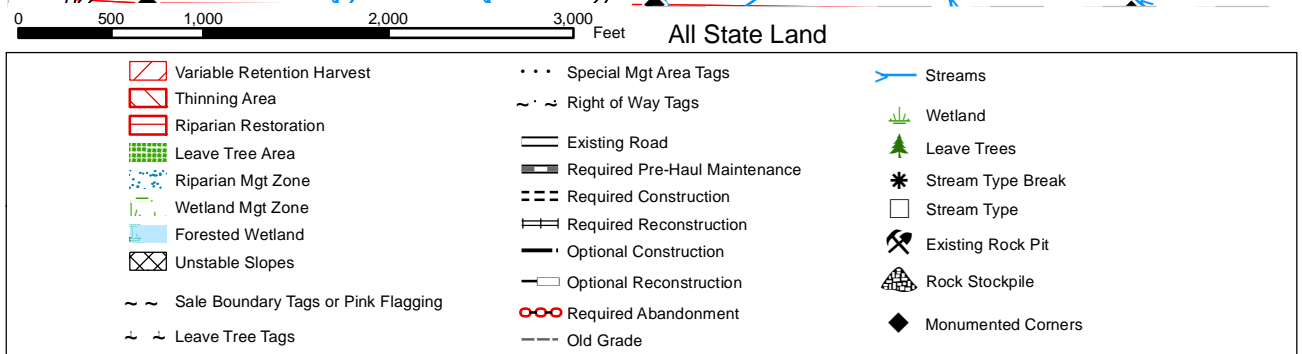 0 500 1,000 2,000 3,000
Feet
All State Land
Variable Retention Harvest
Thinning Area
Riparian Restoration
Leave Tree Area
Riparian Mgt Zone
Wetland Mgt Zone
Forested Wetland
Unstable Slopes
Sale Boundary Tags or Pink Flagging
Leave Tree Tags
Special Mgt Area Tags
Right of Way Tags
Existing Road
Required Pre-Haul Maintenance
Required Construction
Required Reconstruction
Optional Construction
Optional Reconstruction
Required Abandonment
Old Grade
Streams
Wetland
Leave Trees
Stream Type Break
Stream Type
Existing Rock Pit
Rock Stockpile
Monumented Corners